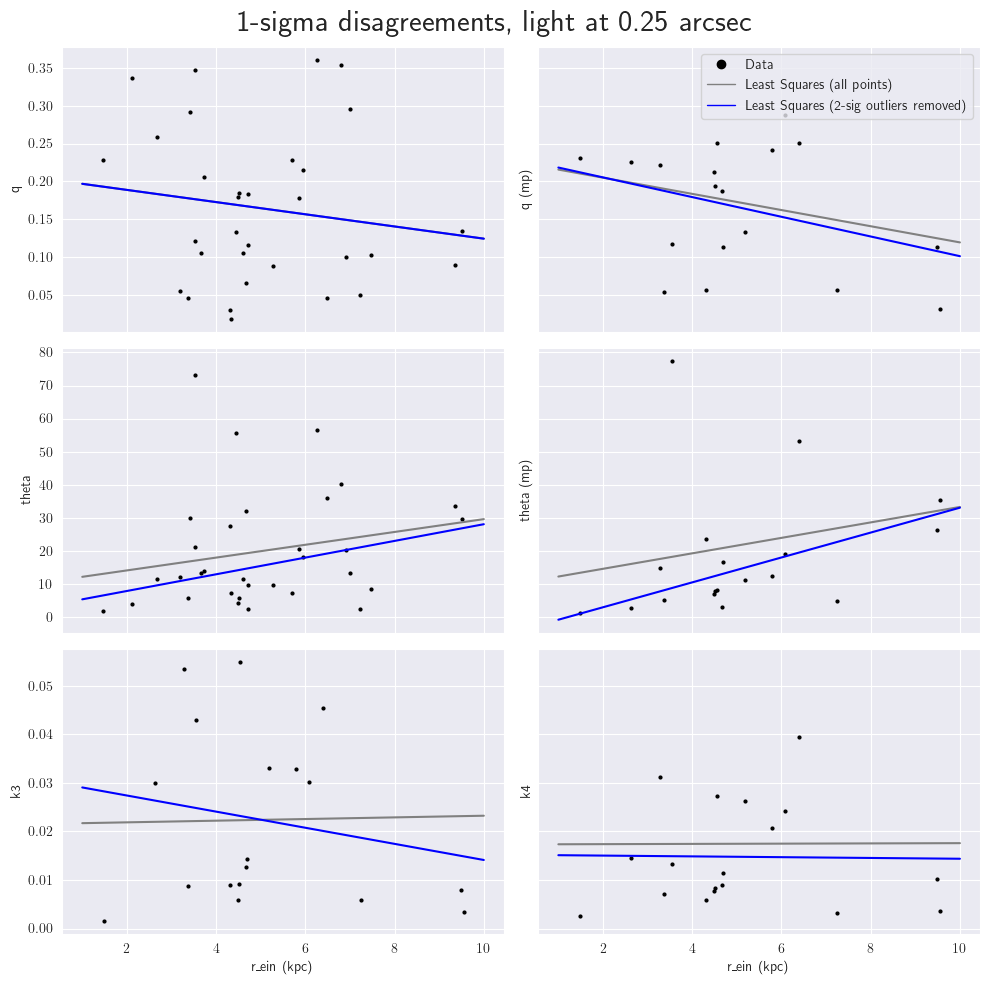 1-sigma disagreements, light at 0.25 arcsec
0.35
0.30
0.25
0.20
0.15
0.10
0.05
q
Data
Least Squares (all points)
Least Squares (2-sig outliers removed)
q (mp)
80
70
60
50
40
30
20
10
0
theta
theta (mp)
0.05
0.04
0.03
0.02
0.01
0.00
k3
2 4 6 8 10
r_ein (kpc)
k4
2 4 6 8 10
r_ein (kpc)